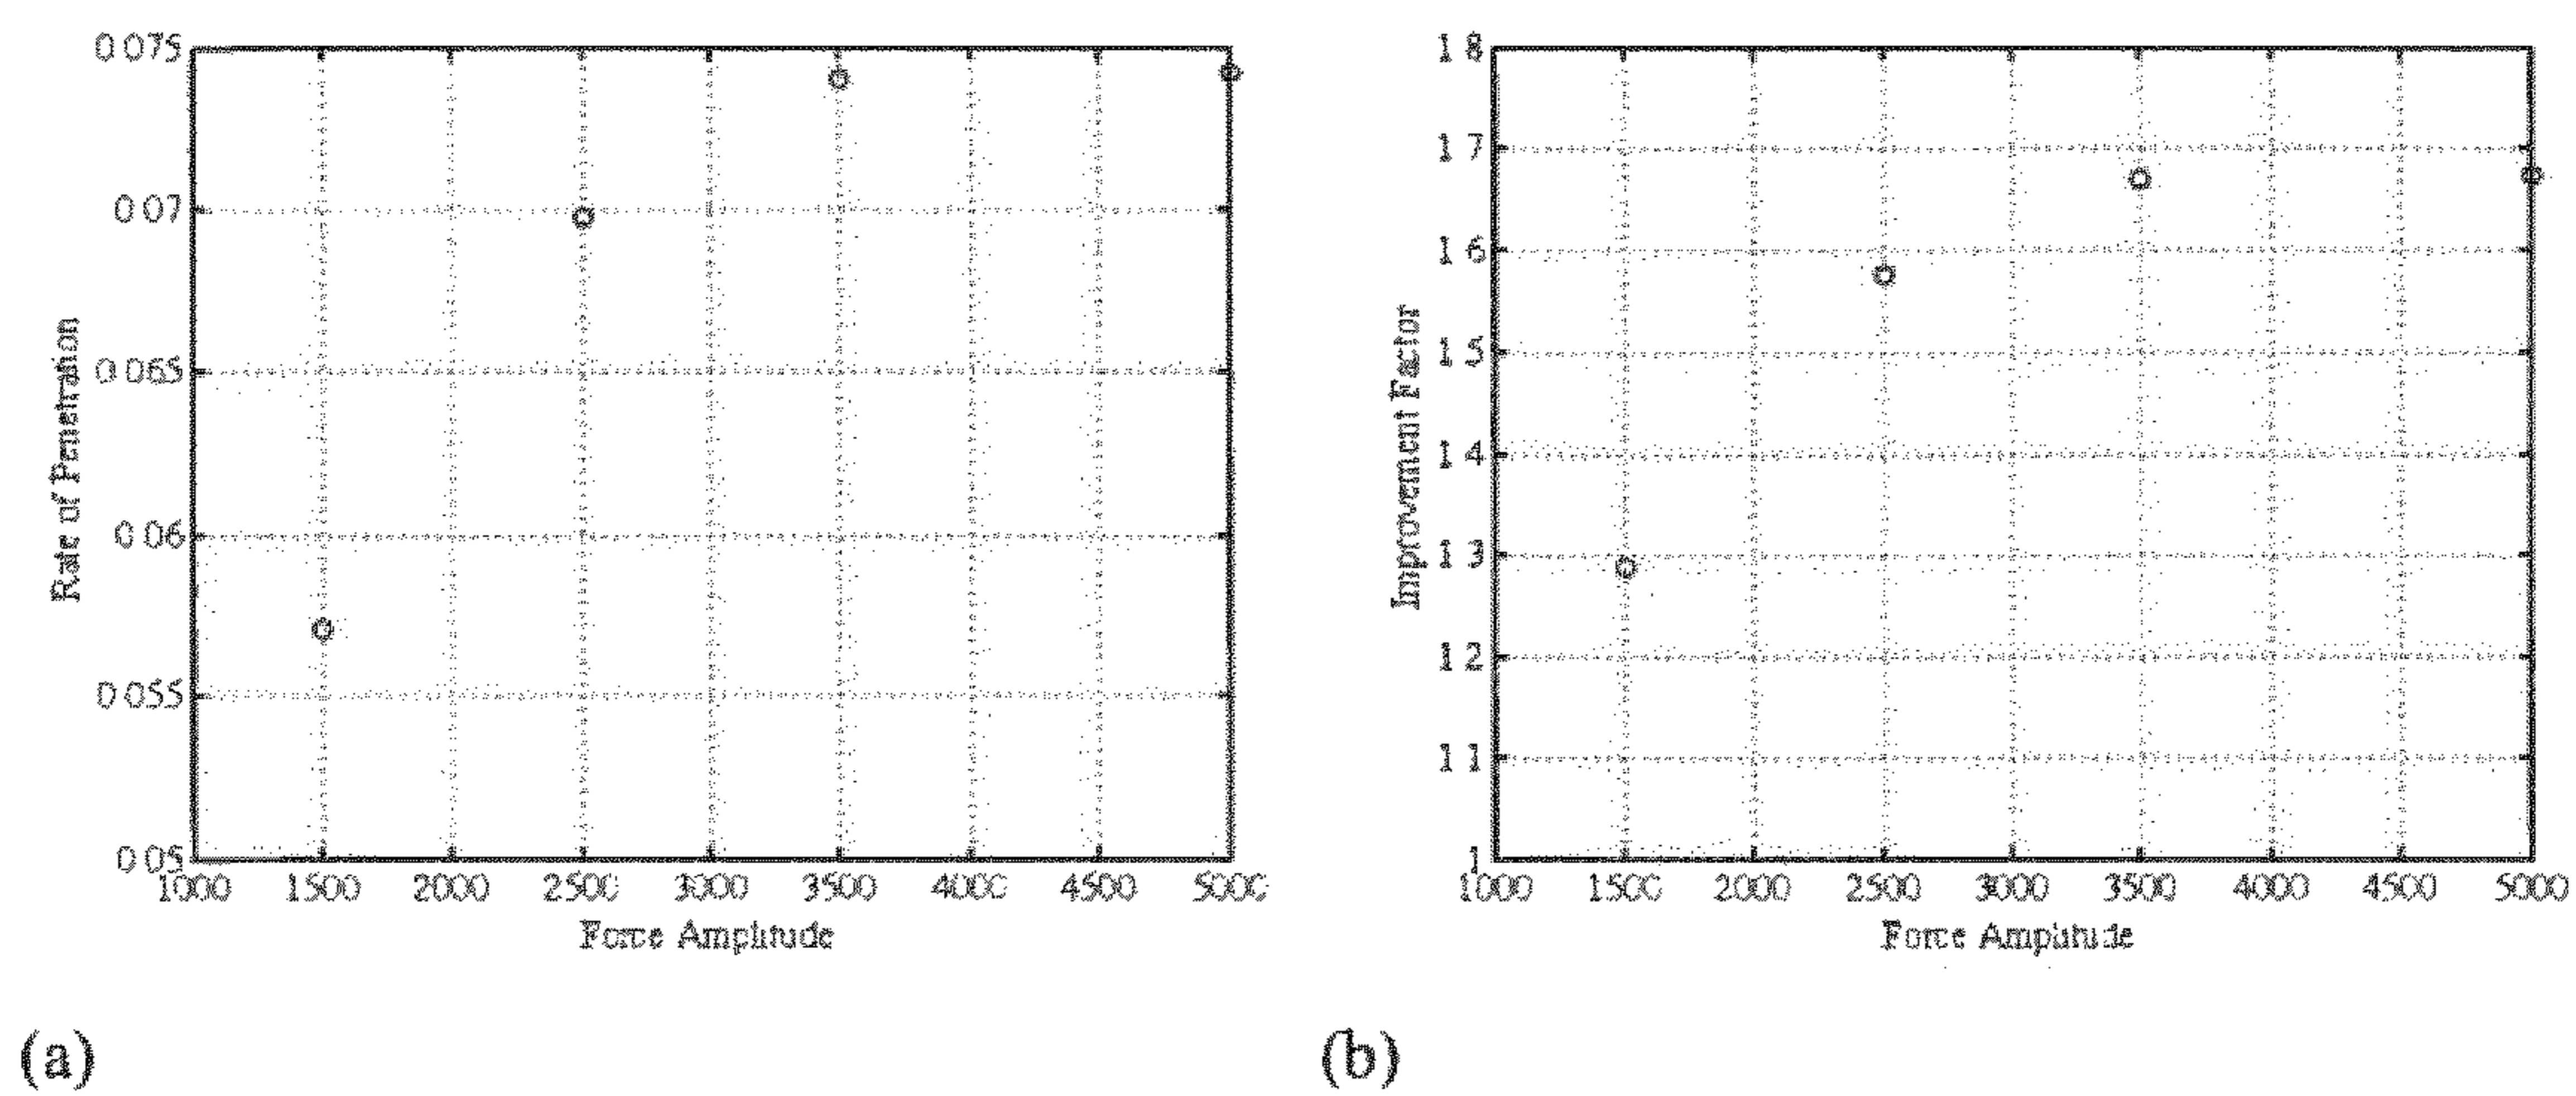 0.075
0.07
0.065
0.06
0.055
0.05
Rate of Penetration
1000 1500 2000 2500 3000 3500 4000 4500 5000
Force Amplitude
(a)
1.8
1.7
1.6
1.5
1.4
1.3
1.2
1.1
1
Improvement Factor
1000 1500 2000 2500 3000 3500 4000 4500 5000
Force Amplitude
(b)